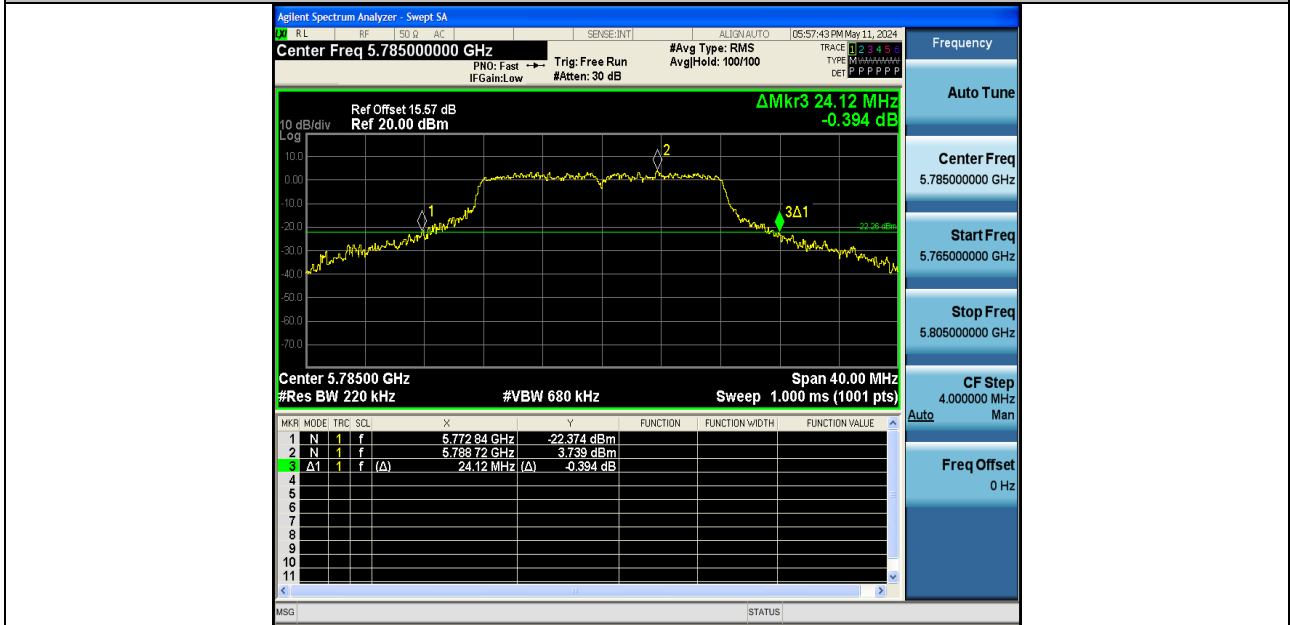 Agilent Spectrum Analyzer - Swept SA
LXI RL RF 50 Ω AC SENSE:INT ALIGN AUTO 05:57:43 PM May 11, 2024
Center Freq 5.785000000 GHz
PNO: Fast
IFGain:Low
Trig: Free Run
#Atten: 30 dB
#Avg Type: RMS
Avg|Hold: 100/100
TRACE 1 2 3 4 5 6
TYPE M
DET P P P P P P
Ref Offset 15.57 dB
Ref 20.00 dBm
10 dB/div
Log
ΔMkr3 24.12 MHz
-0.394 dB
10.0
0.00
-10.0
-20.0
-30.0
-40.0
-50.0
-60.0
-70.0
1
2
3Δ1
-22.26 dBm
Center 5.78500 GHz Span 40.00 MHz
#Res BW 220 kHz #VBW 680 kHz Sweep 1.000 ms (1001 pts)
MKR MODE TRC SCL X Y FUNCTION FUNCTION WIDTH FUNCTION VALUE
1 N 1 f 5.772 84 GHz -22.374 dBm
2 N 1 f 5.788 72 GHz 3.739 dBm
3 Δ1 1 f (Δ) 24.12 MHz (Δ) -0.394 dB
4
5
6
7
8
9
10
11
MSG STATUS
Frequency
Auto Tune
Center Freq
5.785000000 GHz
Start Freq
5.765000000 GHz
Stop Freq
5.805000000 GHz
CF Step
4.000000 MHz
Auto Man
Freq Offset
0 Hz